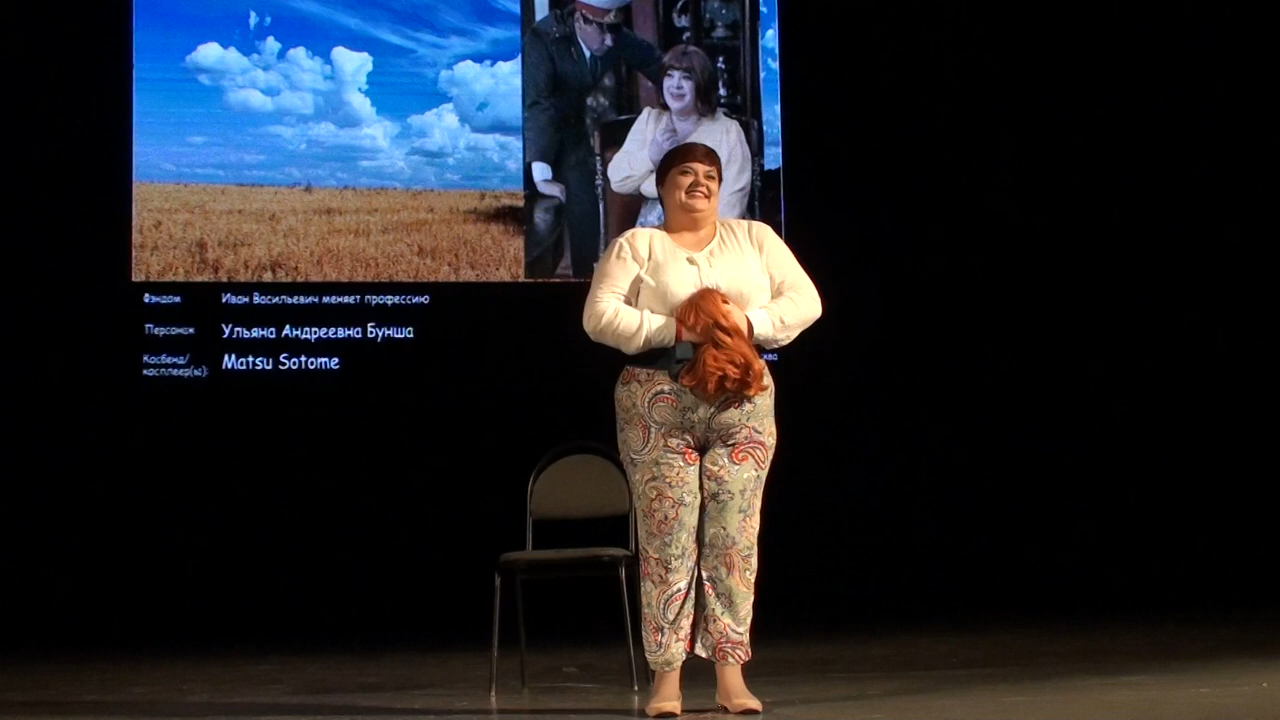 Фэндом Иван Васильевич меняет профессию
Персонаж Ульяна Андреевна Бунша
Косбенд/
косплеер(ы): Matsu Sotome